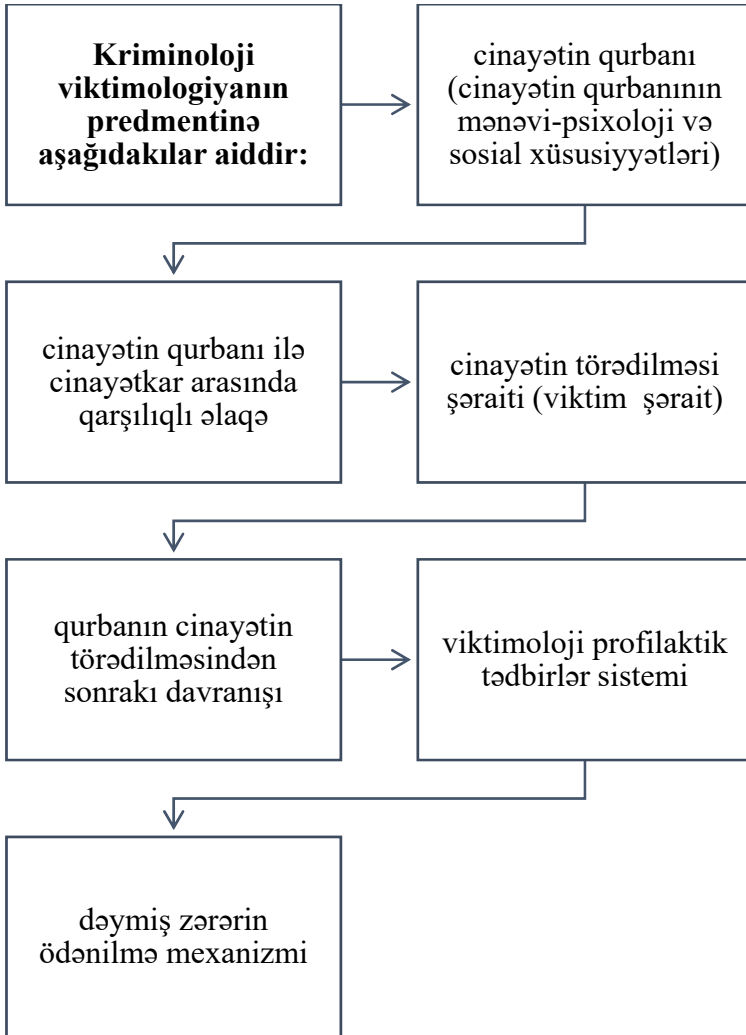 Kriminoloji
viktimologiyanın
predmentinə
aşağıdakılar aiddir:
cinayətin qurbanı
(cinayətin qurbanının
mənəvi-psixoloji və
sosial xüsusiyyətləri)
cinayətin qurbanı ilə
cinayətkar arasında
qarşılıqlı əlaqə
cinayətin törədilməsi
şəraiti (viktim şərait)
qurbanın cinayətin
törədilməsindən
sonrakı davranışı
viktimoloji profilaktik
tədbirlər sistemi
dəymiş zərərin
ödənilmə mexanizmi